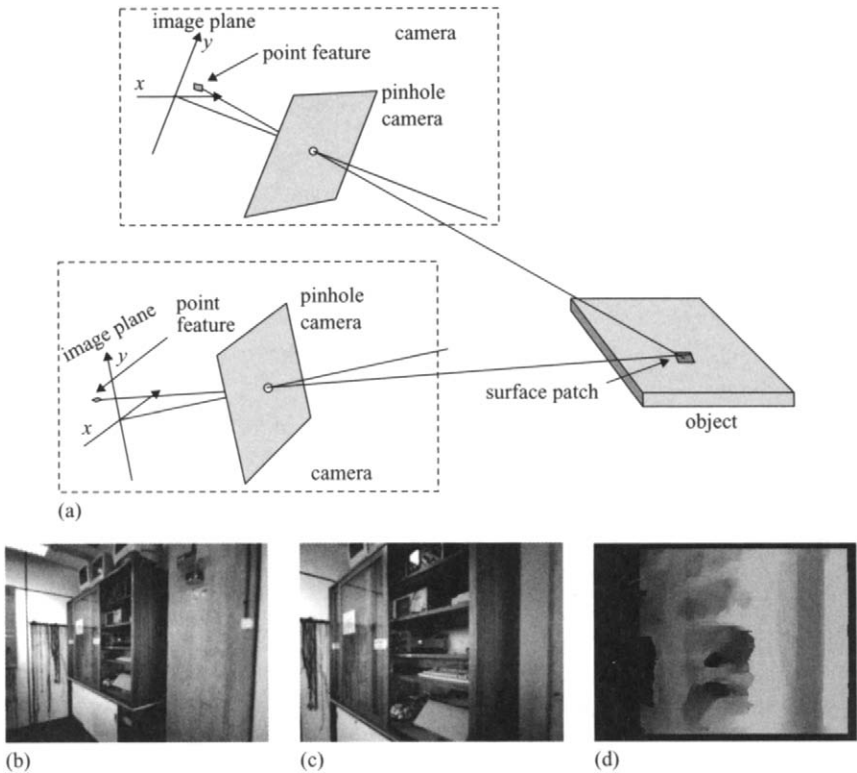 image plane
y
camera
point feature
x
pinhole
camera
image plane
point
feature
pinhole
camera
y
x
surface patch
object
camera
(a)
(b)
(c)
(d)